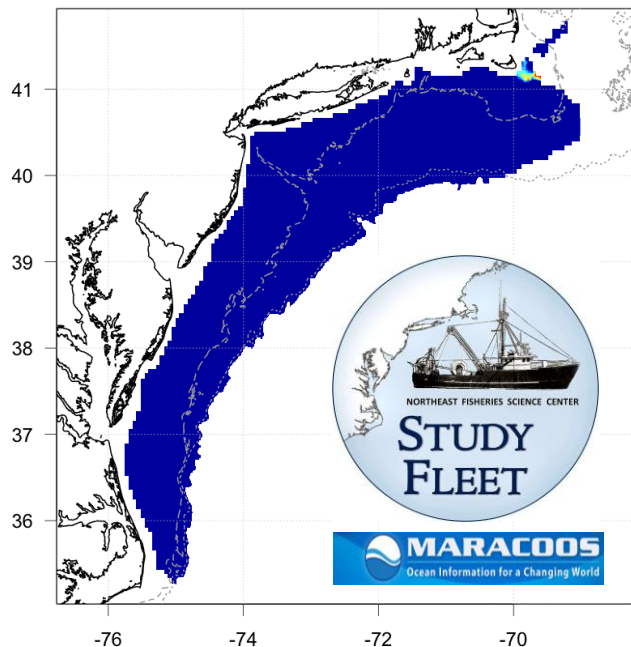 41
40
39
38
37
36
-76
-74
-72
-70
NORTHEAST FISHERIES SCIENCE CENTER
STUDY
FLEET
MARACOOS
Ocean Information for a Changing World